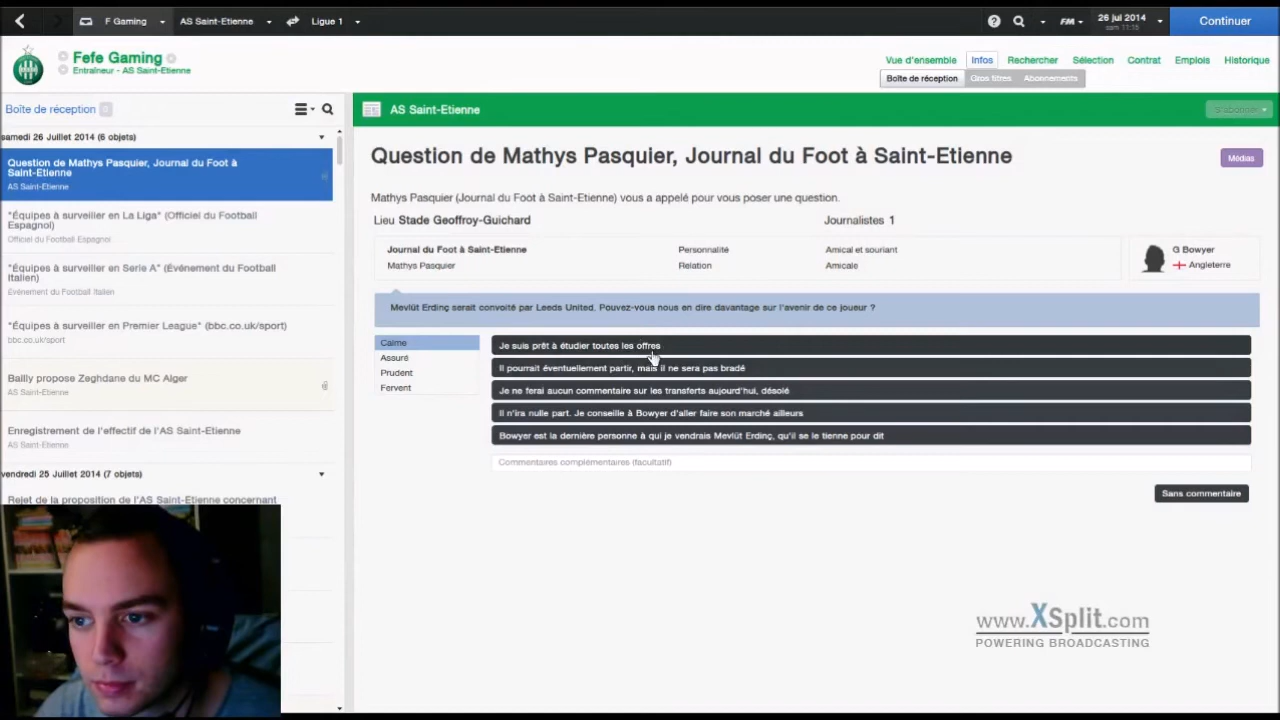 F Gaming
AS Saint-Etienne
Ligue 1
FM
26 jul 2014
sam 11:15
Continuer
Fefe Gaming
Entraîneur - AS Saint-Etienne
Vue d'ensemble
Infos
Rechercher
Sélection
Contrat
Emplois
Historique
Boîte de réception
Gros titres
Abonnements
Boîte de réception
AS Saint-Etienne
S'abonner
samedi 26 Juillet 2014 (6 objets)
Question de Mathys Pasquier, Journal du Foot à
Saint-Etienne
AS Saint-Etienne
"Équipes à surveiller en La Liga" (Officiel du Football
Espagnol)
Officiel du Football Espagnol
"Équipes à surveiller en Serie A" (Événement du Football
Italien)
Événement du Football Italien
"Équipes à surveiller en Premier League" (bbc.co.uk/sport)
bbc.co.uk/sport
Bailly propose Zeghdane du MC Alger
AS Saint-Etienne
Enregistrement de l'effectif de l'AS Saint-Etienne
AS Saint-Etienne
vendredi 25 Juillet 2014 (7 objets)
Rejet de la proposition de l'AS Saint-Etienne concernant
Question de Mathys Pasquier, Journal du Foot à Saint-Etienne
Médias
Mathys Pasquier (Journal du Foot à Saint-Etienne) vous a appelé pour vous poser une question.
Lieu Stade Geoffroy-Guichard
Journalistes 1
Journal du Foot à Saint-Etienne
Personnalité
Amical et souriant
G Bowyer
Mathys Pasquier
Relation
Amicale
Angleterre
Mevlüt Erdinç serait convoité par Leeds United. Pouvez-vous nous en dire davantage sur l'avenir de ce joueur ?
Calme
Assuré
Prudent
Fervent
Je suis prêt à étudier toutes les offres
Il pourrait éventuellement partir, mais il ne sera pas bradé
Je ne ferai aucun commentaire sur les transferts aujourd'hui, désolé
Il n'ira nulle part. Je conseille à Bowyer d'aller faire son marché ailleurs
Bowyer est la dernière personne à qui je vendrais Mevlüt Erdinç, qu'il se le tienne pour dit
Commentaires complémentaires (facultatif)
Sans commentaire
www.XSplit.com
POWERING BROADCASTING